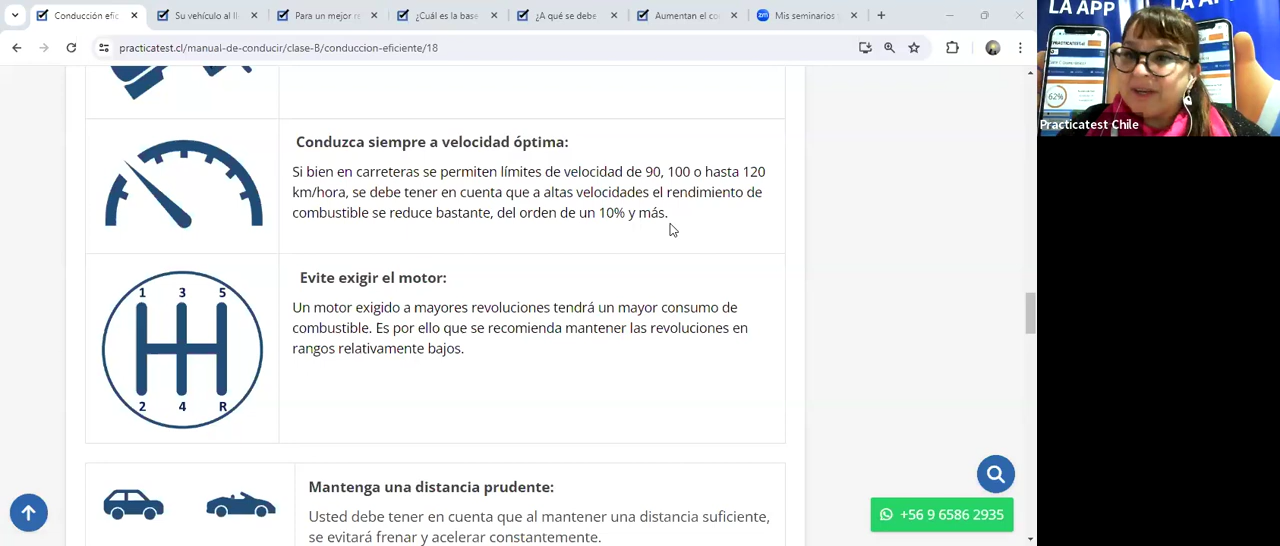 Conducción efic
Su vehículo al ll
Para un mejor re
¿Cuál es la base
¿A qué se debe
Aumentan el co
Mis seminarios
practicatest.cl/manual-de-conducir/clase-B/conduccion-eficiente/18
LA APP
LA APP
62%
Practicatest Chile
Conduzca siempre a velocidad óptima:
Si bien en carreteras se permiten límites de velocidad de 90, 100 o hasta 120
km/hora, se debe tener en cuenta que a altas velocidades el rendimiento de
combustible se reduce bastante, del orden de un 10% y más.
1 3 5
2 4 R
Evite exigir el motor:
Un motor exigido a mayores revoluciones tendrá un mayor consumo de
combustible. Es por ello que se recomienda mantener las revoluciones en
rangos relativamente bajos.
Mantenga una distancia prudente:
Usted debe tener en cuenta que al mantener una distancia suficiente,
se evitará frenar y acelerar constantemente.
+56 9 6586 2935